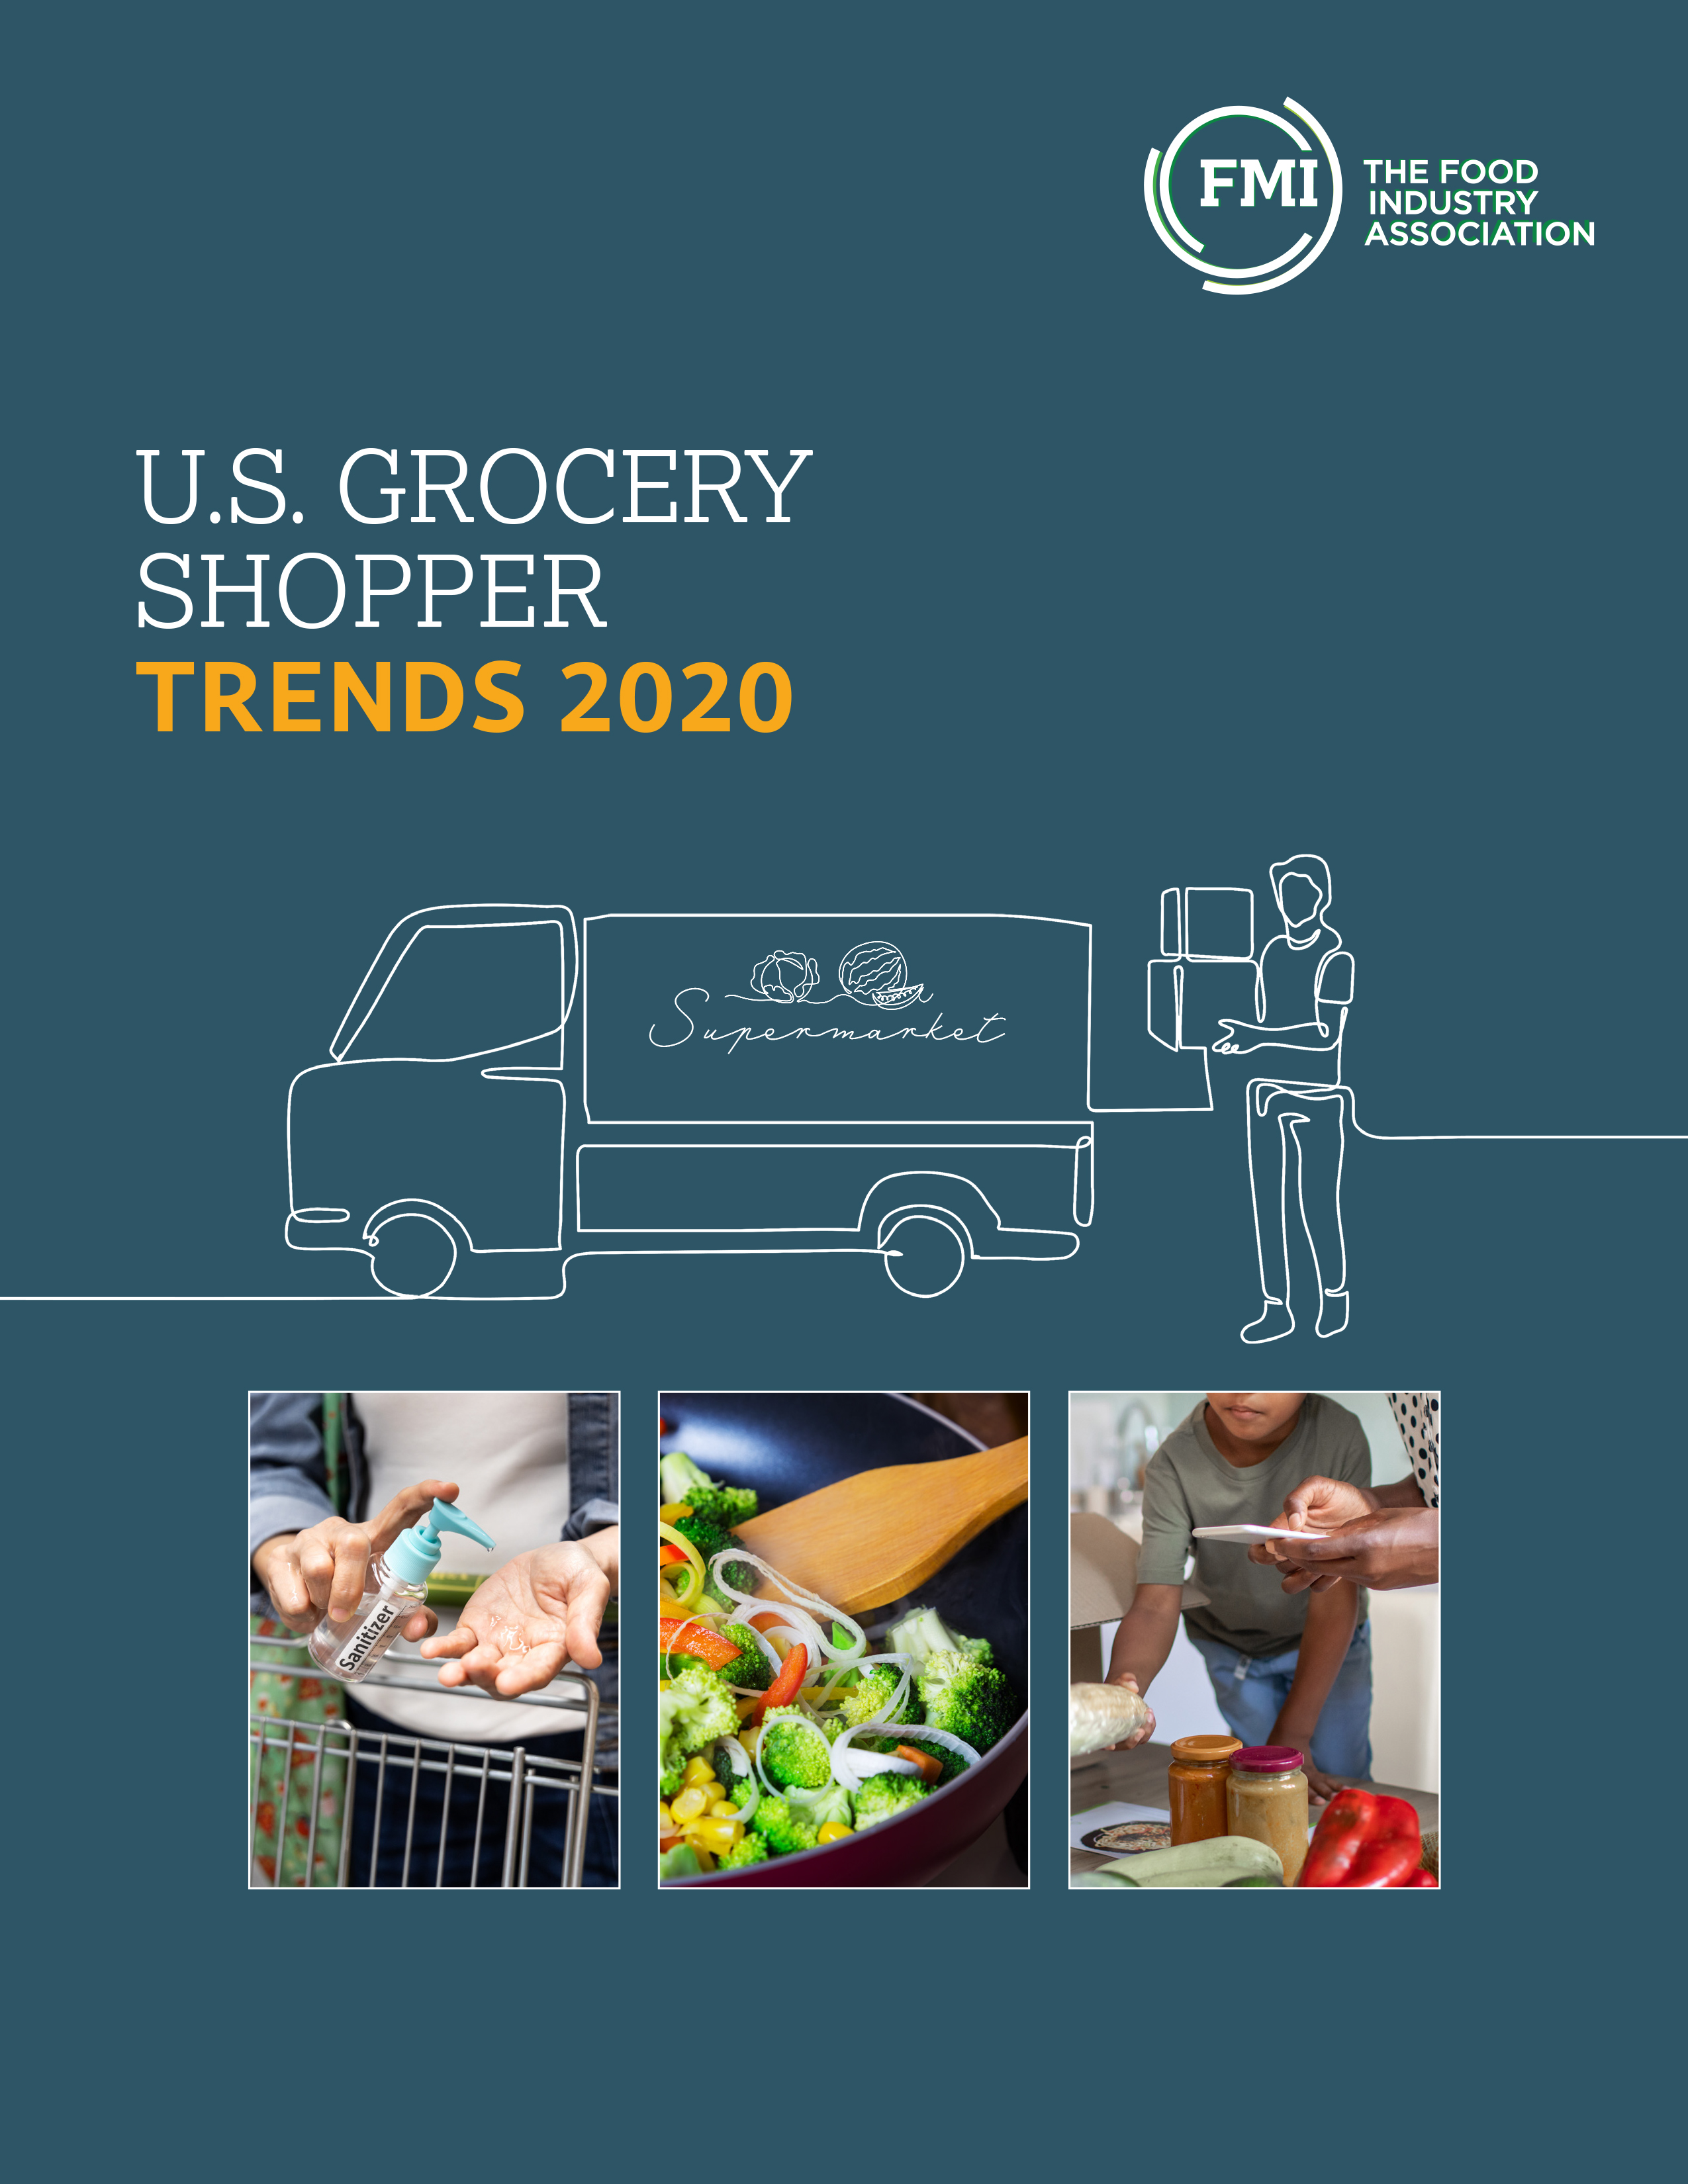 FMI
THE FOOD
INDUSTRY
ASSOCIATION
U.S. GROCERY
SHOPPER
TRENDS 2020
Supermarket
Sanitizer